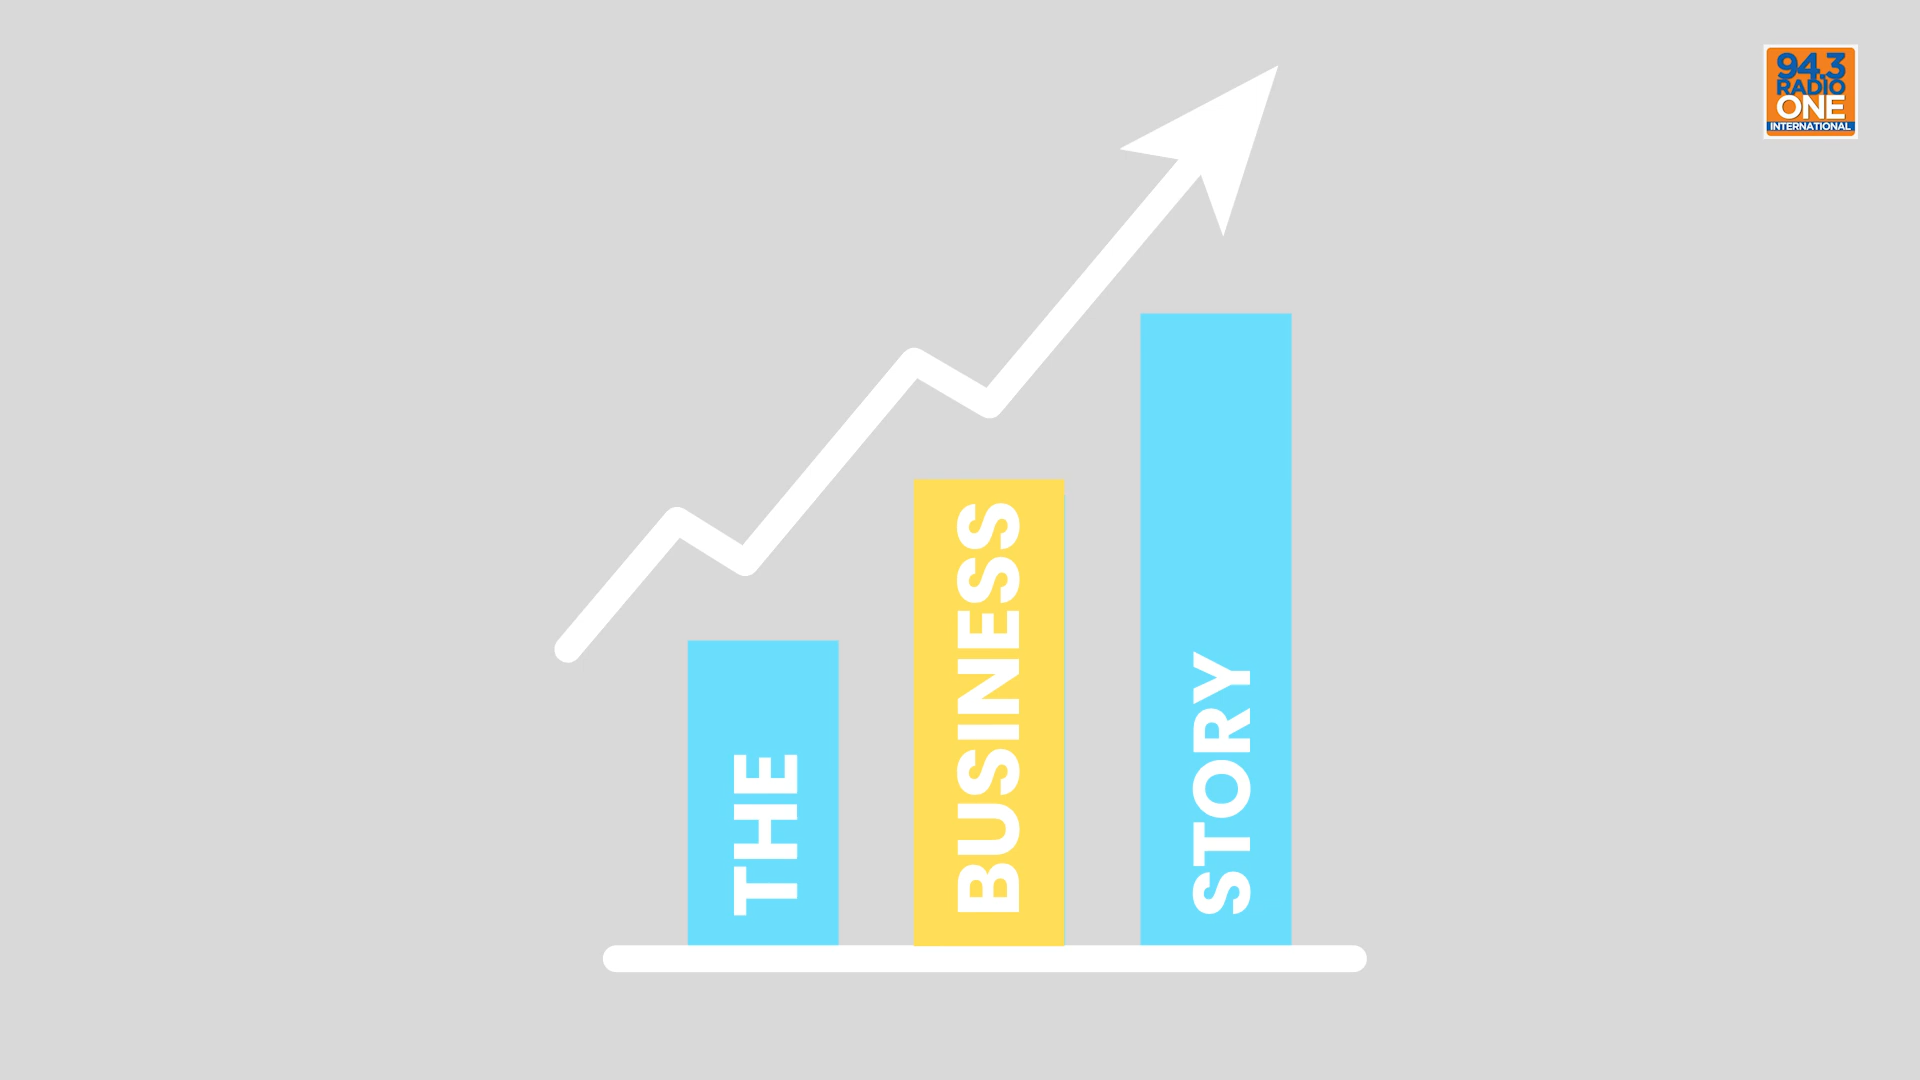 THE
BUSINESS
STORY
94.3
RADIO
ONE
INTERNATIONAL